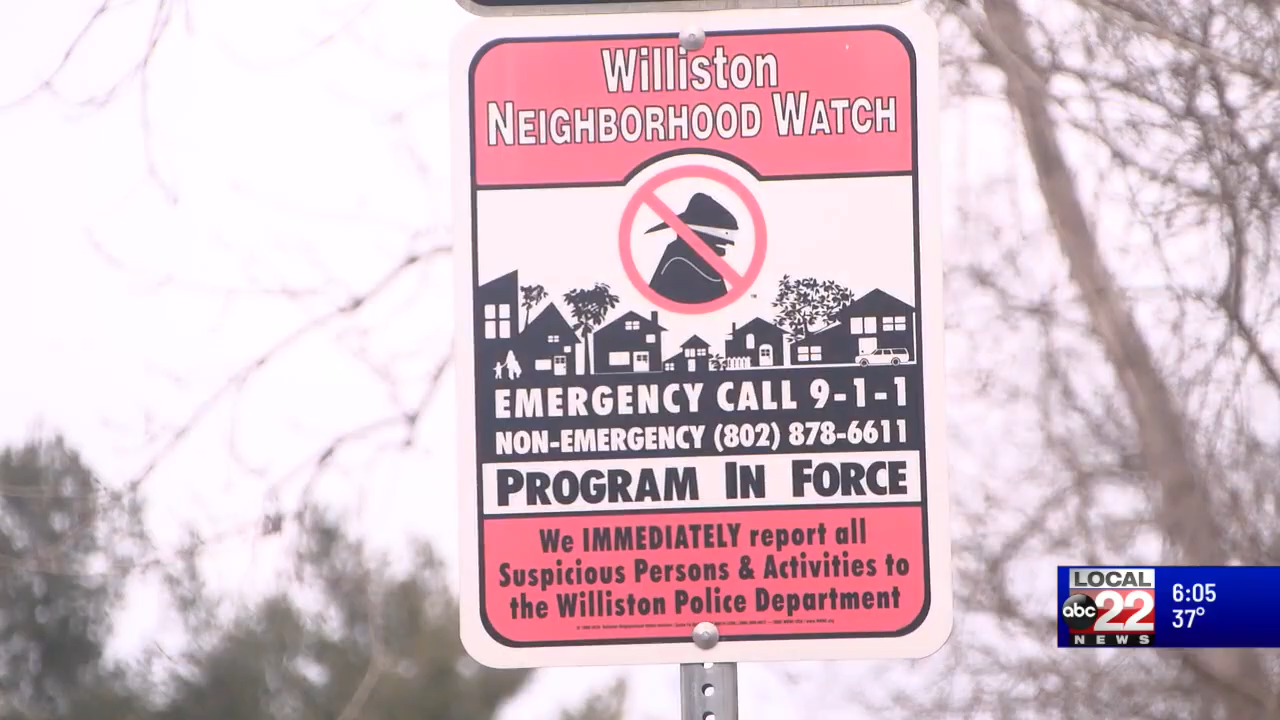 Williston
NEIGHBORHOOD WATCH
EMERGENCY CALL 9-1-1
NON-EMERGENCY (802) 878-6611
PROGRAM IN FORCE
We IMMEDIATELY report all
Suspicious Persons & Activities to
the Williston Police Department
LOCAL
abc 22
NEWS
6:05
37°